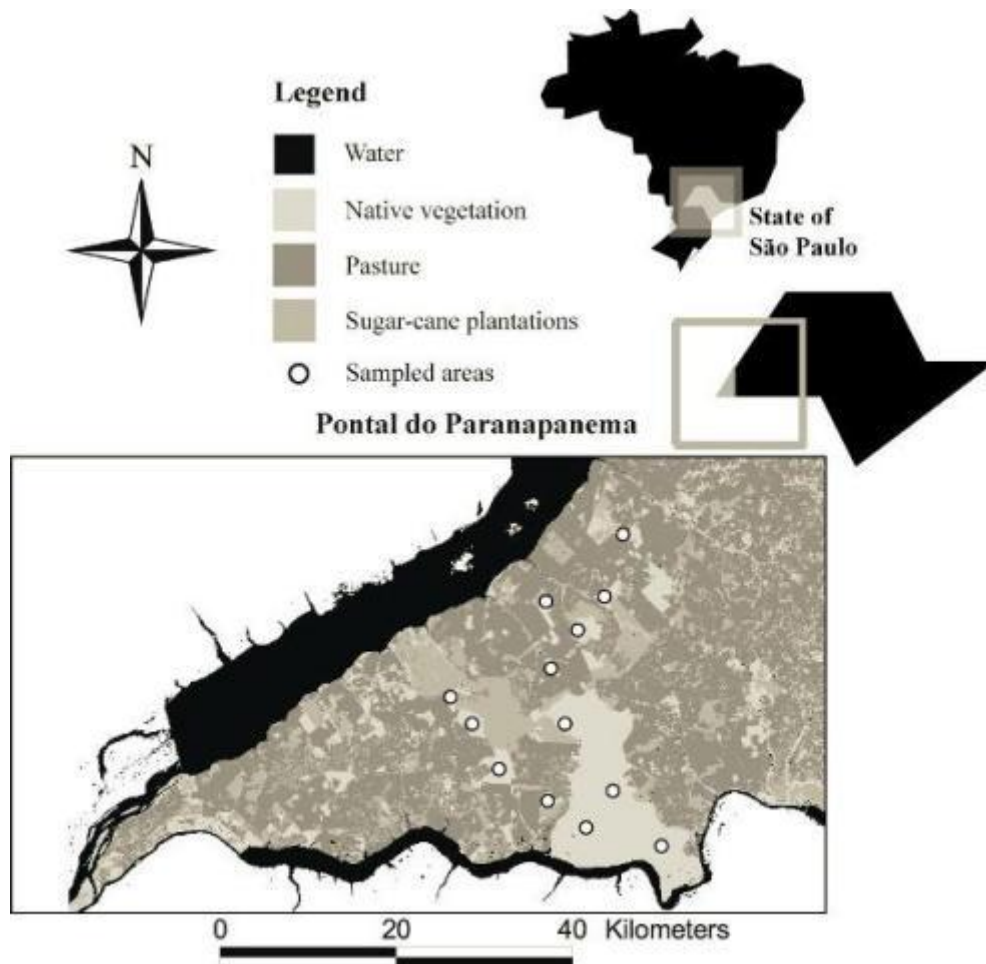 Legend
N
Water
Native vegetation
Pasture
Sugar-cane plantations
Sampled areas
State of
São Paulo
Pontal do Paranapanema
0 20 40 Kilometers